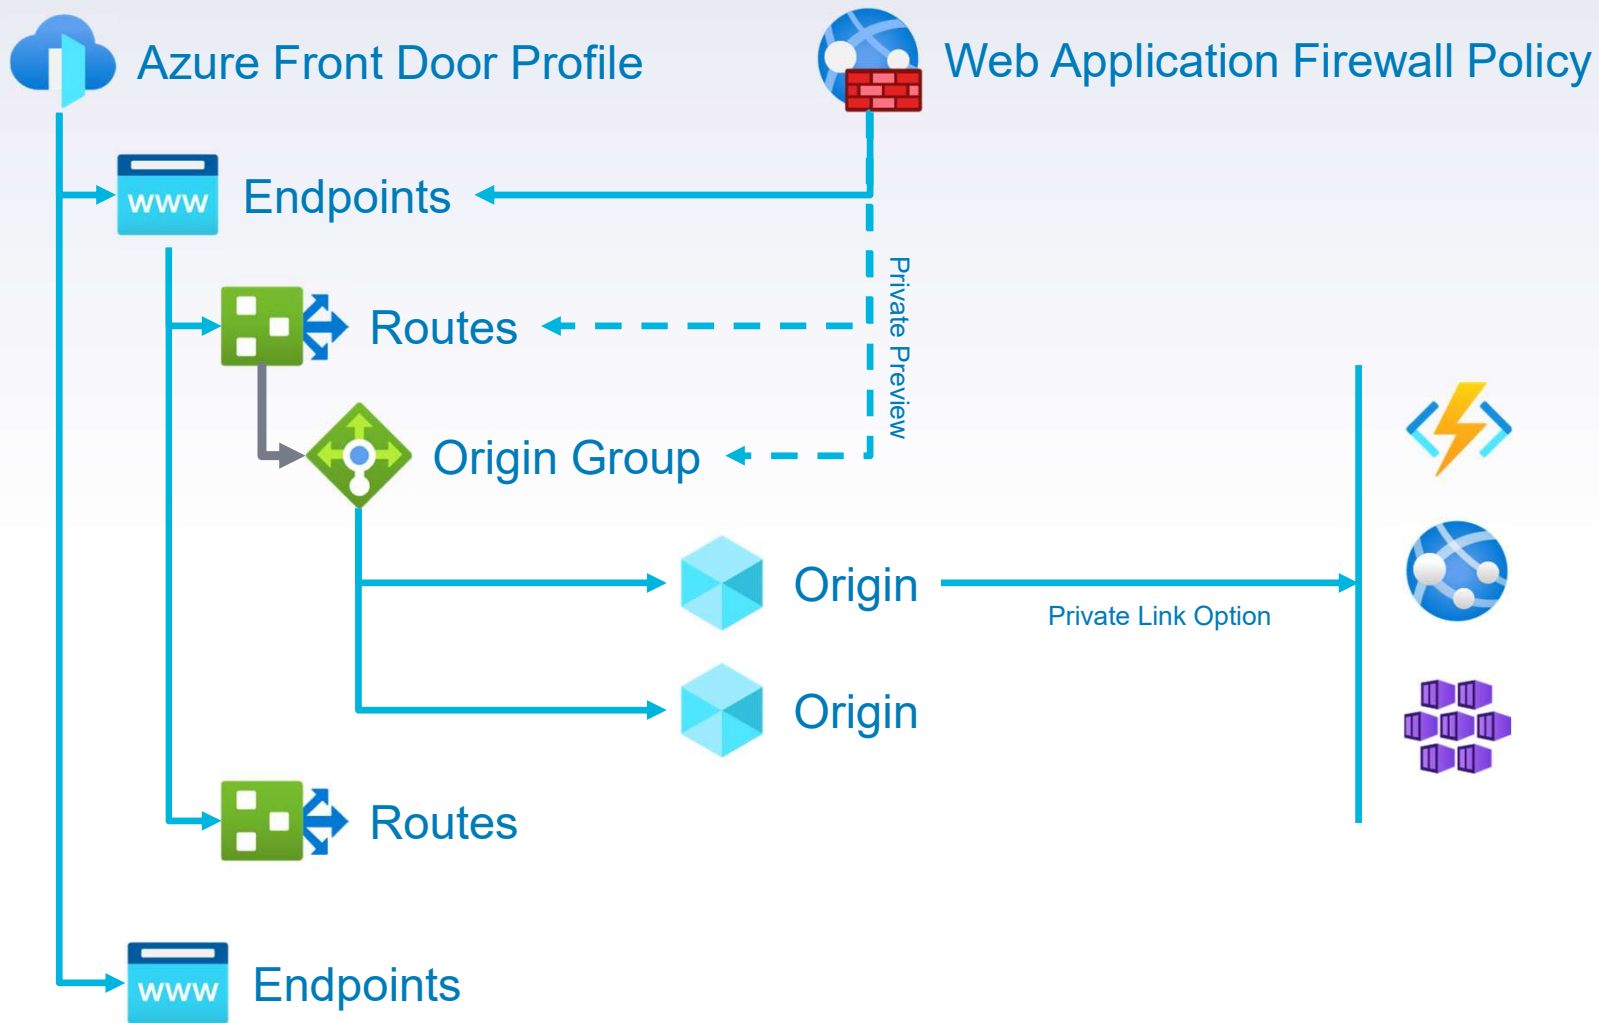 Azure Front Door Profile
Web Application Firewall Policy
www
Endpoints
Private Preview
Routes
Origin Group
Origin
Private Link Option
Origin
Routes
www
Endpoints